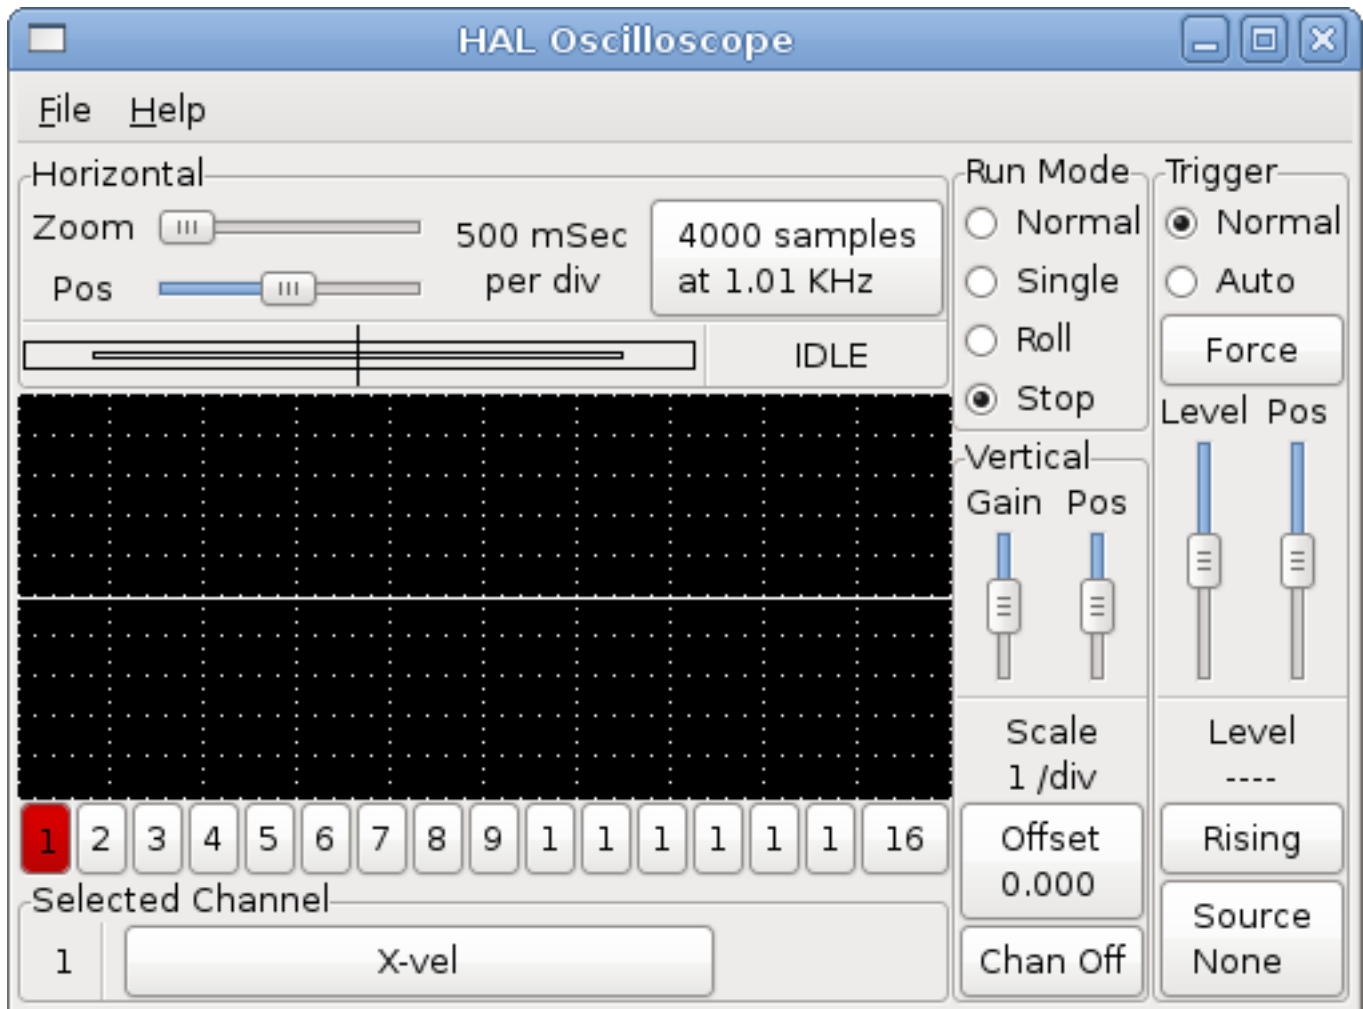 HAL Oscilloscope
File Help
Horizontal
Zoom
Pos
500 mSec
per div
4000 samples
at 1.01 KHz
IDLE
Run Mode
Normal
Single
Roll
Stop
Trigger
Normal
Auto
Force
Level Pos
Vertical
Gain Pos
Scale
1 /div
Offset
0.000
Chan Off
Level
----
Rising
Source
None
1 2 3 4 5 6 7 8 9 1 1 1 1 1 1 16
Selected Channel
1 X-vel